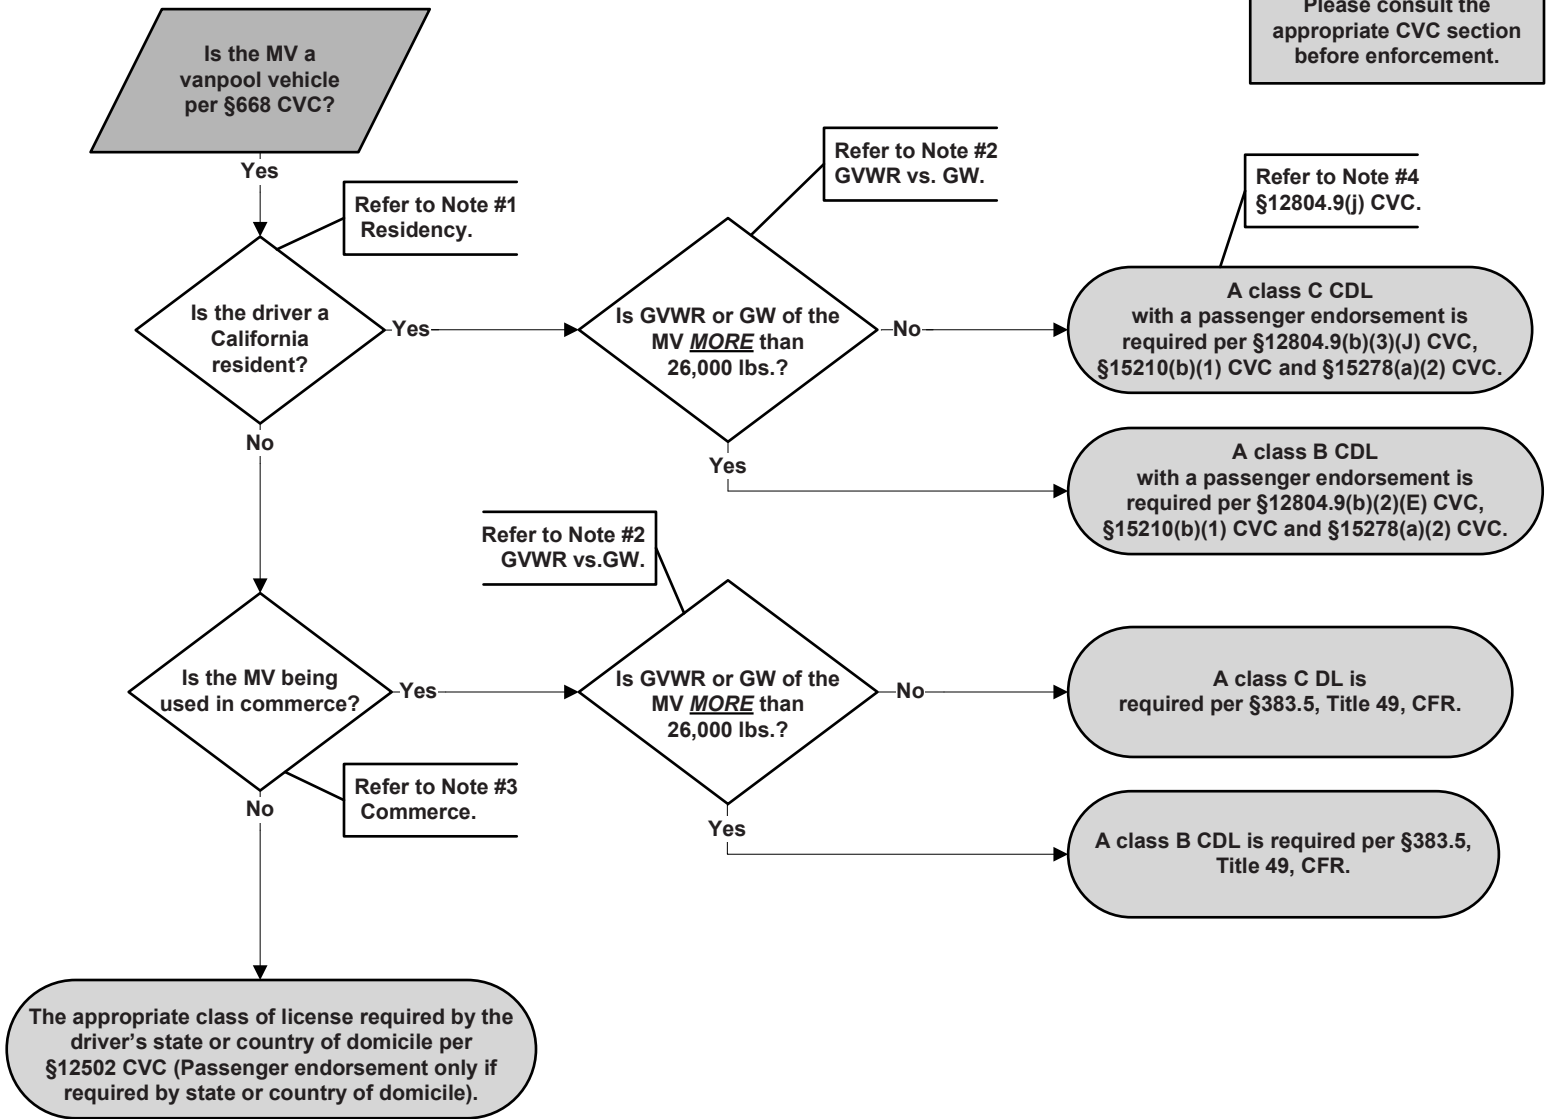 Please consult the
appropriate CVC section
before enforcement.
Is the MV a
vanpool vehicle
per §668 CVC?
Yes
Refer to Note #1
Residency.
Is the driver a
California
resident?
Yes
Refer to Note #2
GVWR vs. GW.
Is GVWR or GW of the
MV MORE than
26,000 lbs.?
No
Refer to Note #4
§12804.9(j) CVC.
A class C CDL
with a passenger endorsement is
required per §12804.9(b)(3)(J) CVC,
§15210(b)(1) CVC and §15278(a)(2) CVC.
Yes
A class B CDL
with a passenger endorsement is
required per §12804.9(b)(2)(E) CVC,
§15210(b)(1) CVC and §15278(a)(2) CVC.
No
Is the MV being
used in commerce?
Refer to Note #3
Commerce.
Yes
Refer to Note #2
GVWR vs.GW.
Is GVWR or GW of the
MV MORE than
26,000 lbs.?
No
A class C DL is
required per §383.5, Title 49, CFR.
Yes
A class B CDL is required per §383.5,
Title 49, CFR.
No
The appropriate class of license required by the
driver’s state or country of domicile per
§12502 CVC (Passenger endorsement only if
required by state or country of domicile).